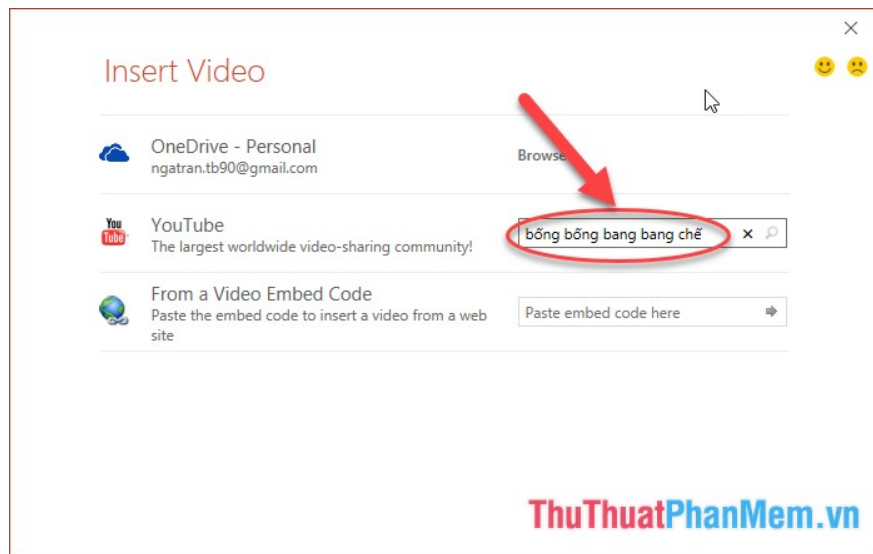 Insert Video
OneDrive - Personal
ngatran.tb90@gmail.com
Browse
You
Tube
YouTube
The largest worldwide video-sharing community!
bống bống bang bang chế
From a Video Embed Code
Paste the embed code to insert a video from a web
site
Paste embed code here
ThuThuatPhanMem.vn